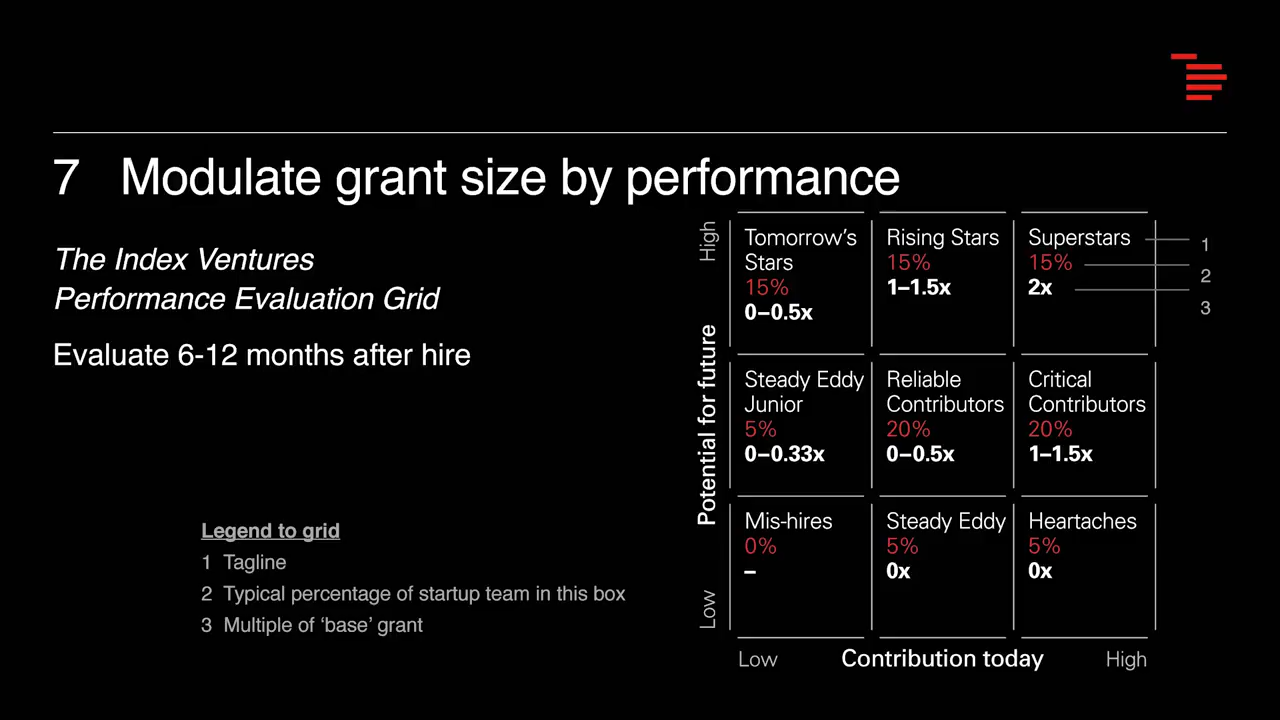 7 Modulate grant size by performance
The Index Ventures
Performance Evaluation Grid
Evaluate 6-12 months after hire
Legend to grid
1 Tagline
2 Typical percentage of startup team in this box
3 Multiple of ‘base’ grant
High
Potential for future
Low
Tomorrow’s
Stars
15%
0–0.5x
Rising Stars
15%
1–1.5x
Superstars
15%
2x
1
2
3
Steady Eddy
Junior
5%
0–0.33x
Reliable
Contributors
20%
0–0.5x
Critical
Contributors
20%
1–1.5x
Mis-hires
0%
–
Steady Eddy
5%
0x
Heartaches
5%
0x
Low
Contribution today
High